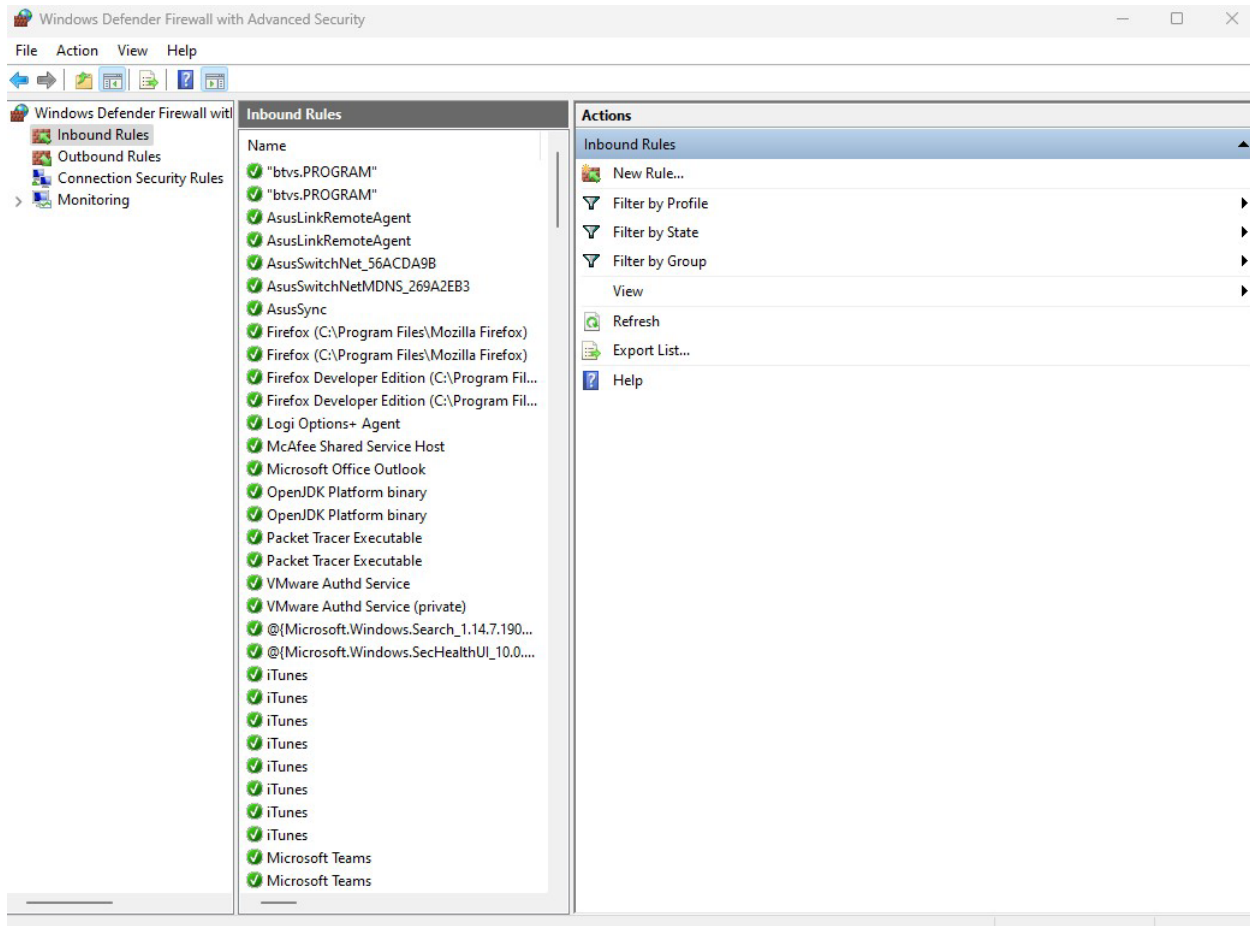 Windows Defender Firewall with Advanced Security
File Action View Help
Windows Defender Firewall witl
Inbound Rules
Outbound Rules
Connection Security Rules
Monitoring
Inbound Rules
Name
"btvs.PROGRAM"
"btvs.PROGRAM"
AsusLinkRemoteAgent
AsusLinkRemoteAgent
AsusSwitchNet_56ACDA9B
AsusSwitchNetMDNS_269A2EB3
AsusSync
Firefox (C:\Program Files\Mozilla Firefox)
Firefox (C:\Program Files\Mozilla Firefox)
Firefox Developer Edition (C:\Program Fil...
Firefox Developer Edition (C:\Program Fil...
Logi Options+ Agent
McAfee Shared Service Host
Microsoft Office Outlook
OpenJDK Platform binary
OpenJDK Platform binary
Packet Tracer Executable
Packet Tracer Executable
VMware Authd Service
VMware Authd Service (private)
@{Microsoft.Windows.Search_1.14.7.190...
@{Microsoft.Windows.SecHealthUI_10.0....
iTunes
iTunes
iTunes
iTunes
iTunes
iTunes
iTunes
iTunes
Microsoft Teams
Microsoft Teams
Actions
Inbound Rules
New Rule...
Filter by Profile
Filter by State
Filter by Group
View
Refresh
Export List...
Help